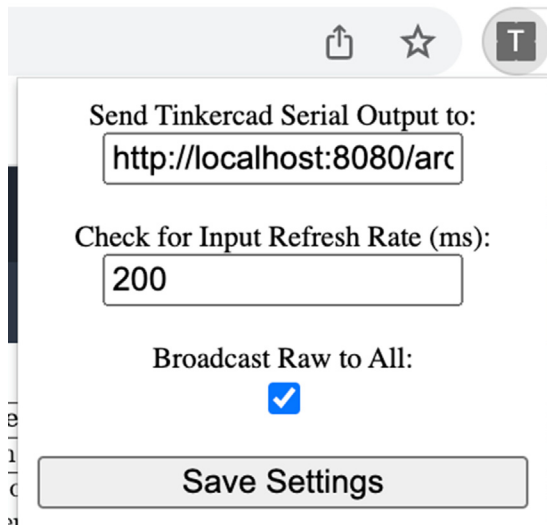 T
Send Tinkercad Serial Output to:
http://localhost:8080/arc
Check for Input Refresh Rate (ms):
200
Broadcast Raw to All:
Save Settings